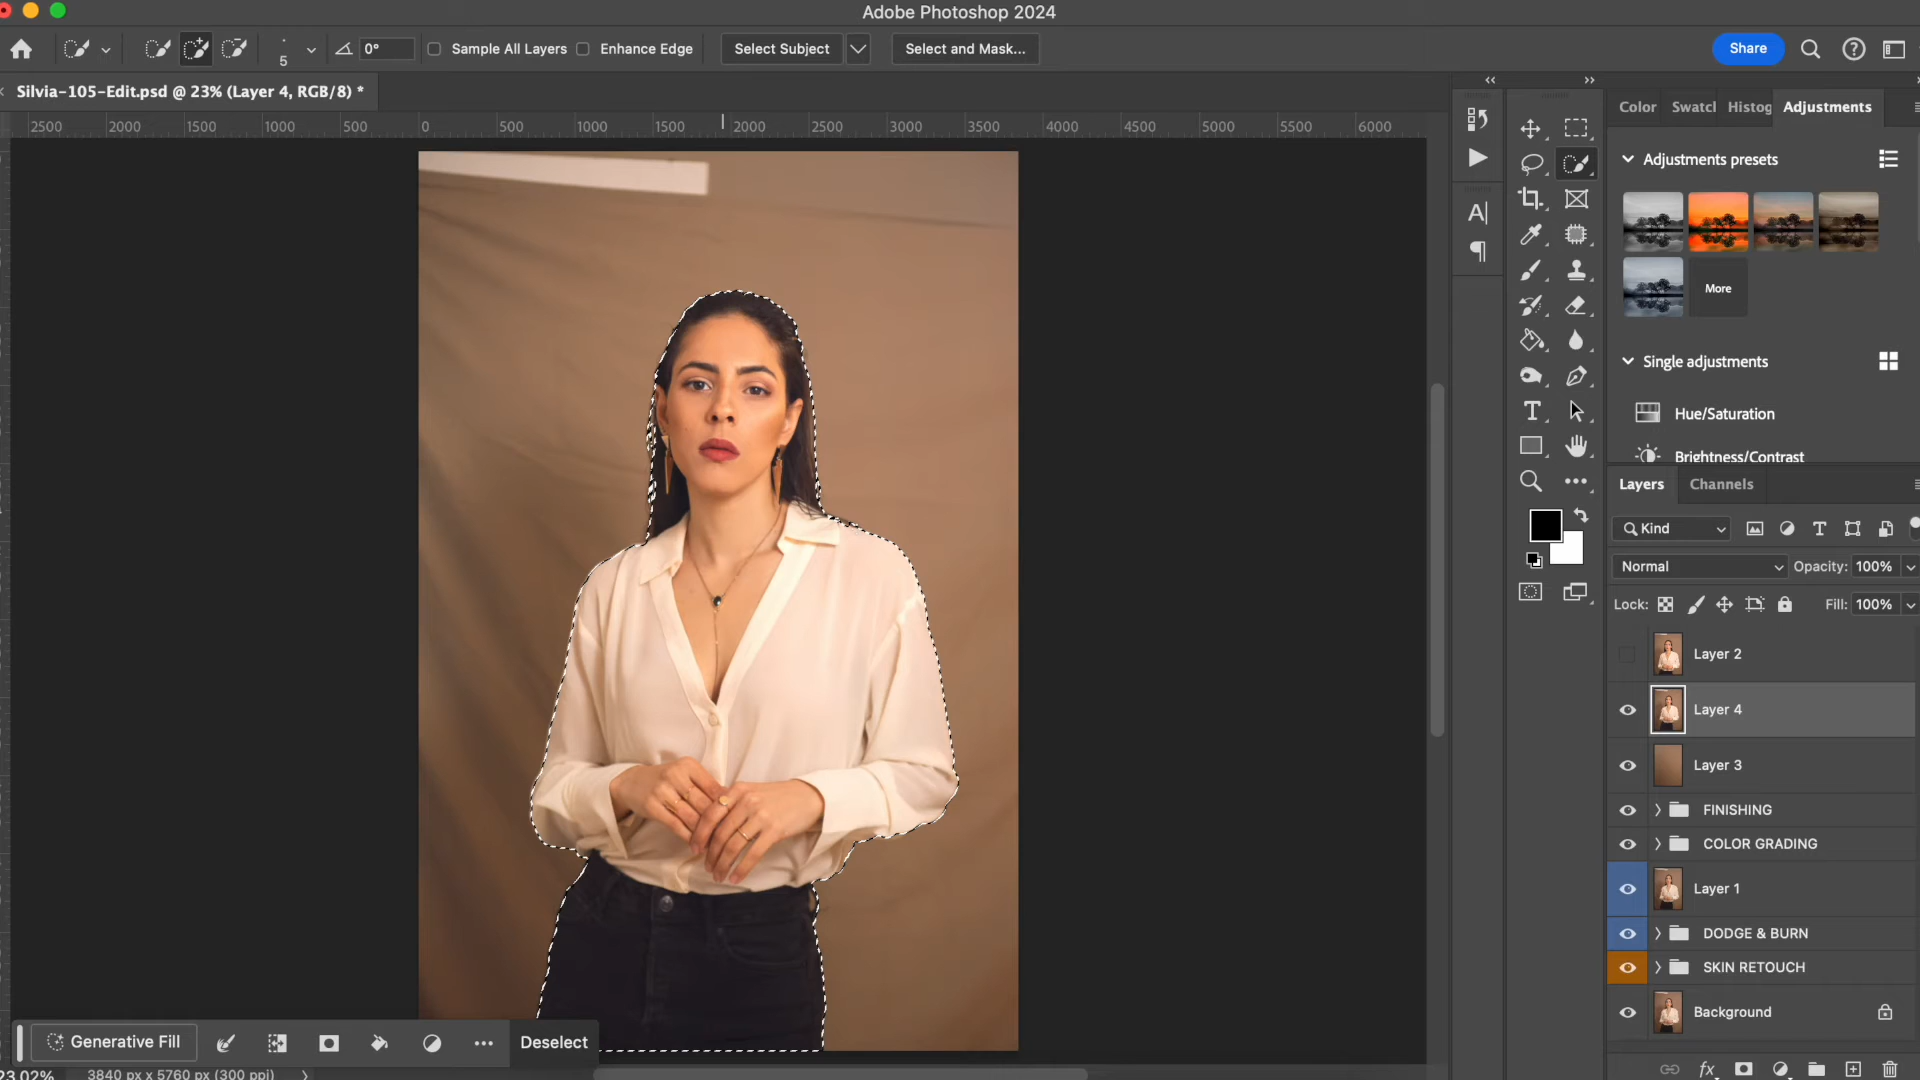 Adobe Photoshop 2024
5
0°
Sample All Layers
Enhance Edge
Select Subject
Select and Mask...
Share
Silvia-105-Edit.psd @ 23% (Layer 4, RGB/8) *
2500 2000 1500 1000 500 0 500 1000 1500 2000 2500 3000 3500 4000 4500 5000 5500 6000
Color Swatcl Histog Adjustments
Adjustments presets
More
Single adjustments
Hue/Saturation
Brightness/Contrast
Layers Channels
Kind
Normal Opacity: 100%
Lock: Fill: 100%
Layer 2
Layer 4
Layer 3
FINISHING
COLOR GRADING
Layer 1
DODGE & BURN
SKIN RETOUCH
Background
Generative Fill
Deselect
23.02% 3840 px x 5760 px (300 ppi)